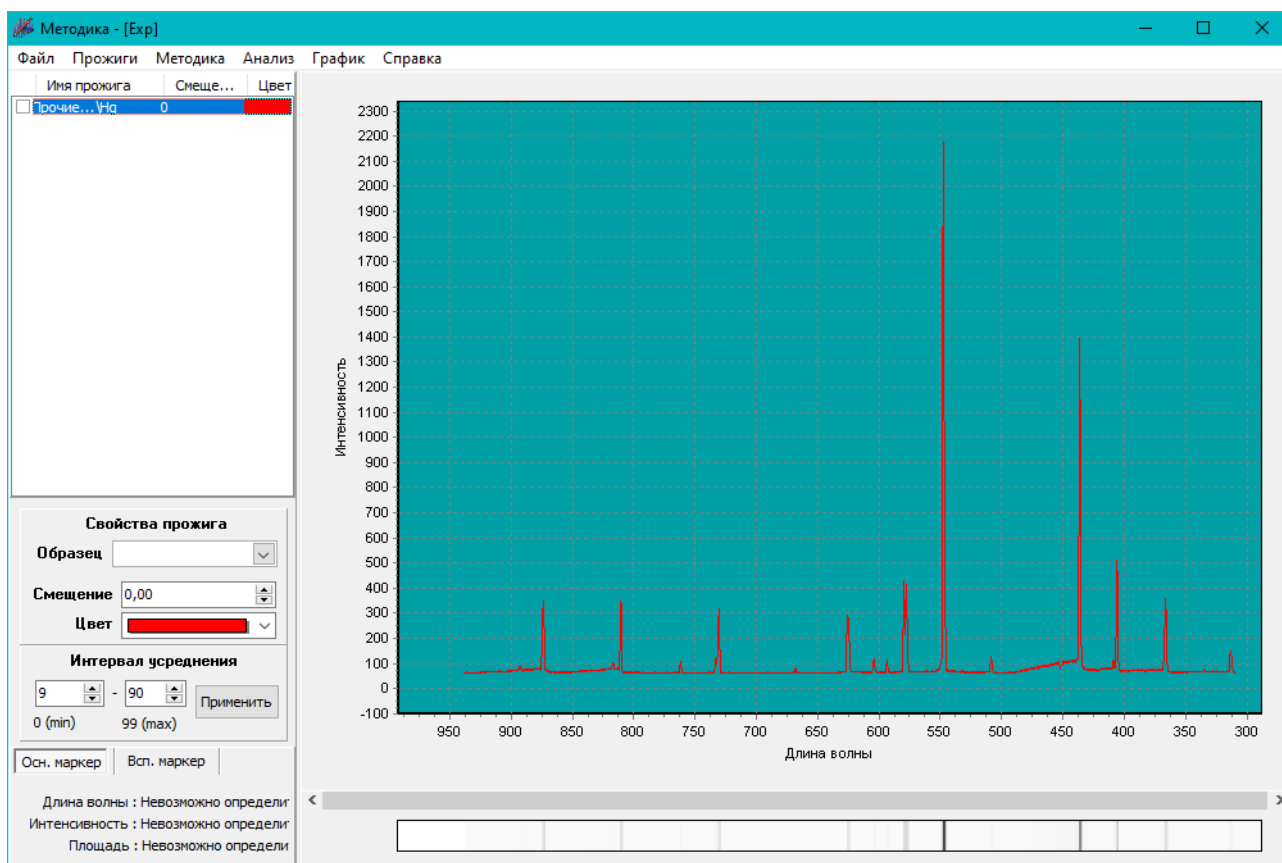 Методика - [Exp]
Файл Прожиги Методика Анализ График Справка
Имя прожига Смеще... Цвет
Прочие...\Hg 0
2300
2200
2100
2000
1900
1800
1700
1600
1500
1400
1300
1200
1100
1000
900
800
700
600
500
400
300
200
100
0
-100
Интенсивность
950 900 850 800 750 700 650 600 550 500 450 400 350 300
Длина волны
Свойства прожига
Образец
Смещение 0,00
Цвет
Интервал усреднения
9 - 90 Применить
0 (min) 99 (max)
Осн. маркер Всп. маркер
Длина волны : Невозможно определит
Интенсивность : Невозможно определит
Площадь : Невозможно определи